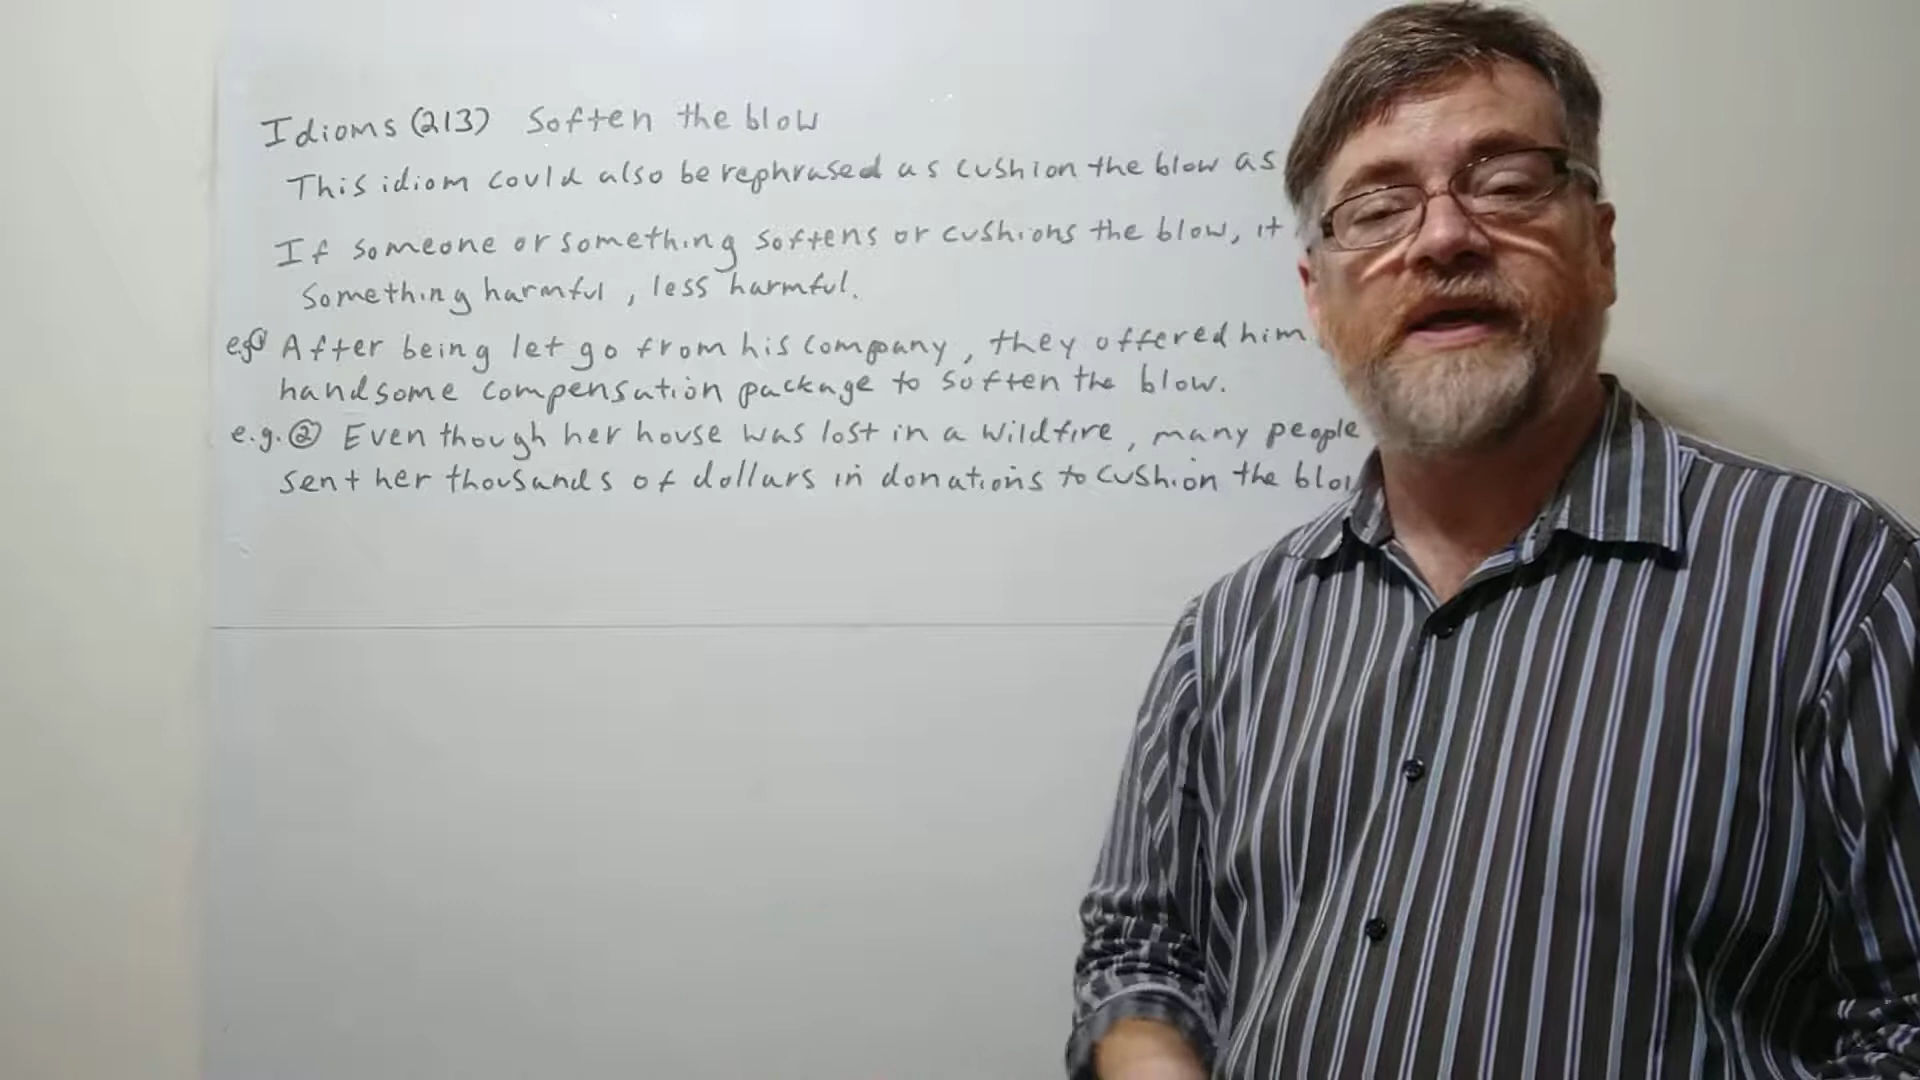 Idioms (213) Soften the blow
This idiom could also be rephrased as cushion the blow as
If someone or something softens or cushions the blow, it
something harmful, less harmful.
e.g. ① After being let go from his company, they offered him
handsome compensation package to soften the blow.
e.g. ② Even though her house was lost in a wildfire, many people
sent her thousands of dollars in donations to cushion the